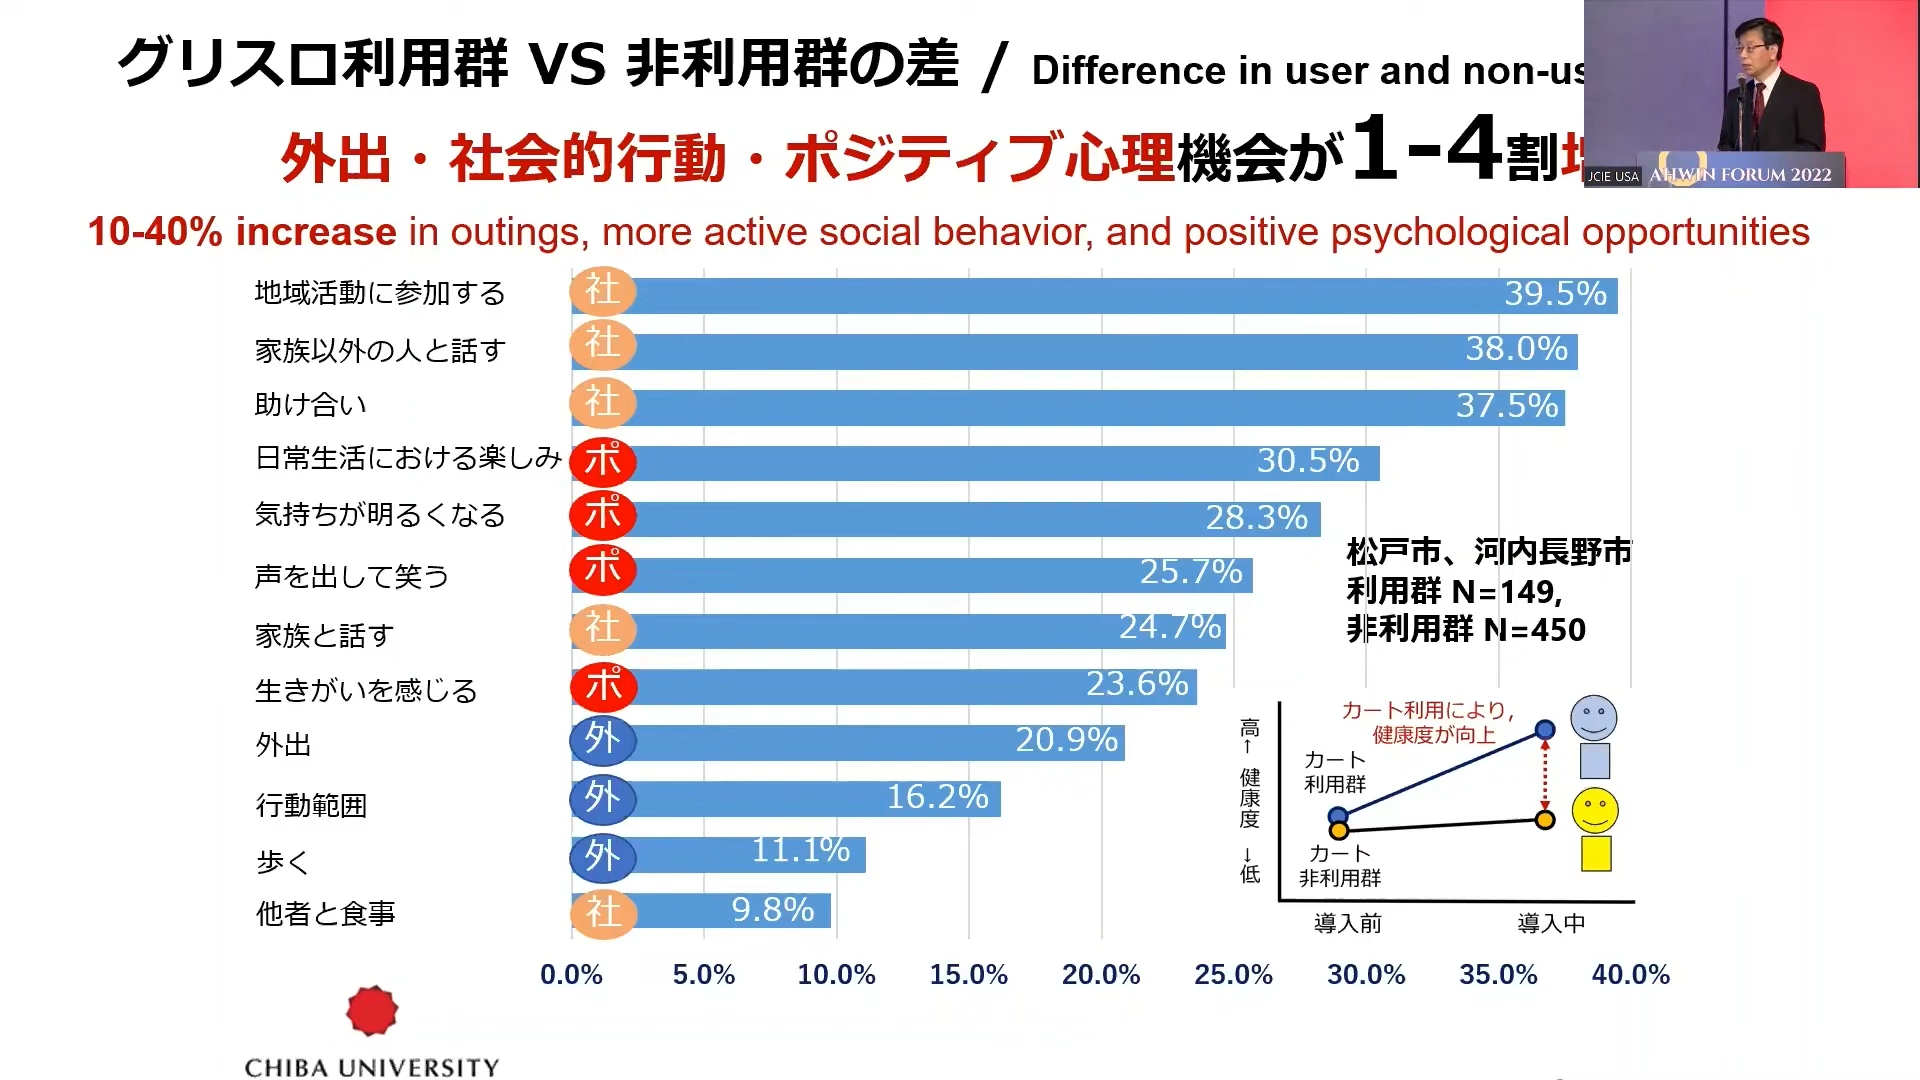 グリスロ利用群 VS 非利用群の差 / Difference in user and non-us
外出・社会的行動・ポジティブ心理機会が1-4割
10-40% increase in outings, more active social behavior, and positive psychological opportunities
JCIE USA
AHWIN FORUM 2022
地域活動に参加する 社 39.5%
家族以外の人と話す 社 38.0%
助け合い 社 37.5%
日常生活における楽しみ ポ 30.5%
気持ちが明るくなる ポ 28.3%
声を出して笑う ポ 25.7%
家族と話す 社 24.7%
生きがいを感じる ポ 23.6%
外出 外 20.9%
行動範囲 外 16.2%
歩く 外 11.1%
他者と食事 社 9.8%
0.0% 5.0% 10.0% 15.0% 20.0% 25.0% 30.0% 35.0% 40.0%
松戸市、河内長野市
利用群 N=149,
非利用群 N=450
高↑ 健康度 ↓低
カート利用により,
健康度が向上
カート
利用群
カート
非利用群
導入前 導入中
CHIBA UNIVERSITY